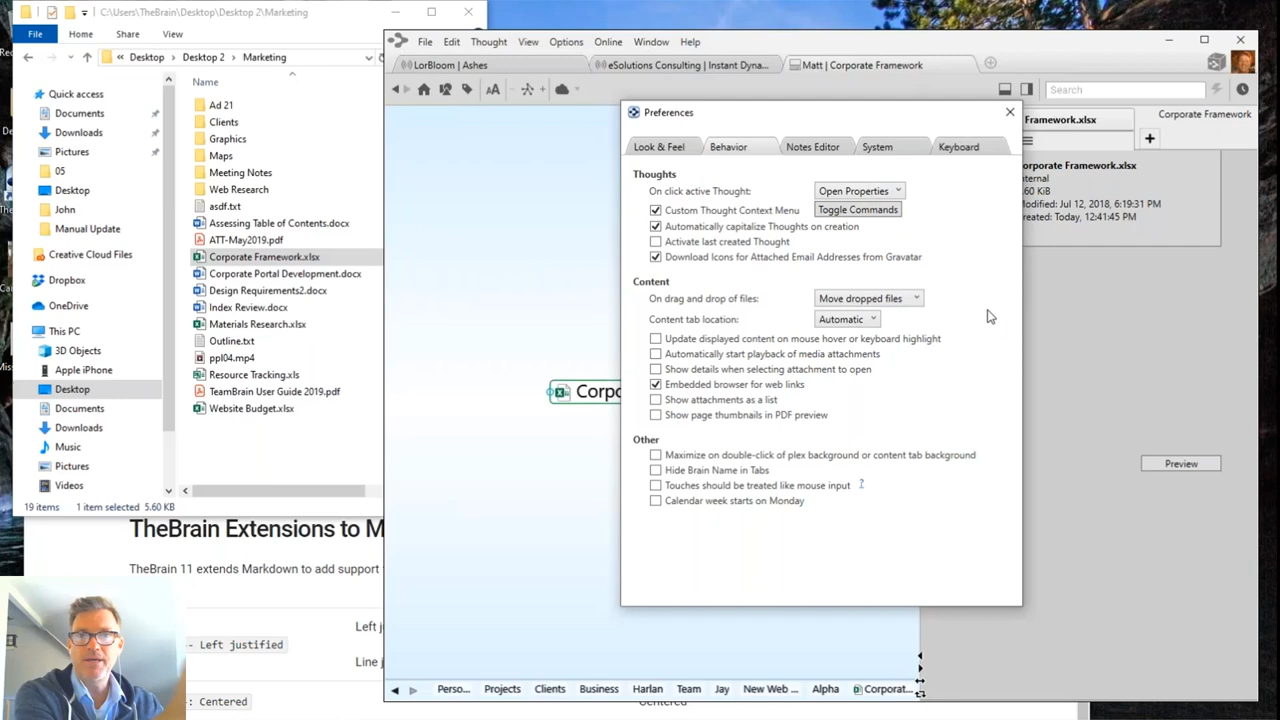 C:\Users\TheBrain\Desktop\Desktop 2\Marketing
File Home Share View
« Desktop > Desktop 2 > Marketing
Name
Quick access
Documents
Downloads
Pictures
05
Desktop
John
Manual Update
Creative Cloud Files
Dropbox
OneDrive
This PC
3D Objects
Apple iPhone
Desktop
Documents
Downloads
Music
Pictures
Videos
Ad 21
Clients
Graphics
Maps
Meeting Notes
Web Research
asdf.txt
Assessing Table of Contents.docx
ATT-May2019.pdf
Corporate Framework.xlsx
Corporate Portal Development.docx
Design Requirements2.docx
Index Review.docx
Materials Research.xlsx
Outline.txt
ppl04.mp4
Resource Tracking.xls
TeamBrain User Guide 2019.pdf
Website Budget.xlsx
19 items 1 item selected 5.60 KB
TheBrain Extensions to M
TheBrain 11 extends Markdown to add support
Left ju
- Left justified
Line j
: Centered
Centered
File Edit Thought View Options Online Window Help
LorBloom | Ashes
eSolutions Consulting | Instant Dyna...
Matt | Corporate Framework
AA
Search
Framework.xlsx
Corporate Framework
Corporate Framework.xlsx
nternal
.60 KiB
Modified: Jul 12, 2018, 6:19:31 PM
reated: Today, 12:41:45 PM
Preview
Corpo
Preferences
Look & Feel Behavior Notes Editor System Keyboard
Thoughts
On click active Thought: Open Properties
Custom Thought Context Menu Toggle Commands
Automatically capitalize Thoughts on creation
Activate last created Thought
Download Icons for Attached Email Addresses from Gravatar
Content
On drag and drop of files: Move dropped files
Content tab location: Automatic
Update displayed content on mouse hover or keyboard highlight
Automatically start playback of media attachments
Show details when selecting attachment to open
Embedded browser for web links
Show attachments as a list
Show page thumbnails in PDF preview
Other
Maximize on double-click of plex background or content tab background
Hide Brain Name in Tabs
Touches should be treated like mouse input ?
Calendar week starts on Monday
Perso... Projects Clients Business Harlan Team Jay New Web ... Alpha Corporat...